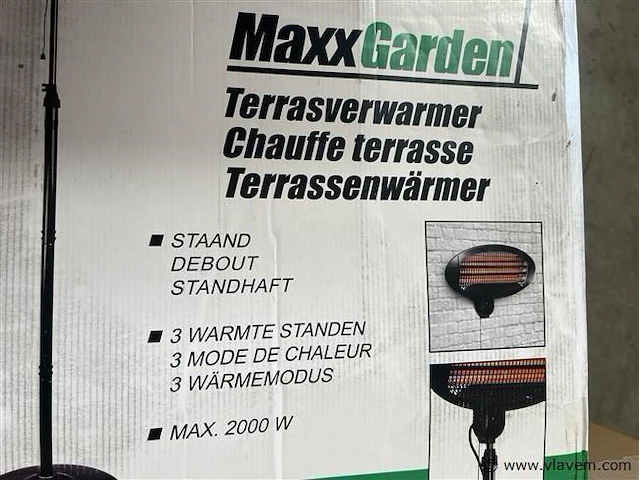 MaxxGarden
Terrasverwarmer
Chauffe terrasse
Terrassenwärmer
STAAND
DEBOUT
STANDHAFT
3 WARMTE STANDEN
3 MODE DE CHALEUR
3 WÄRMEMODUS
MAX. 2000 W
www.vlavem.com